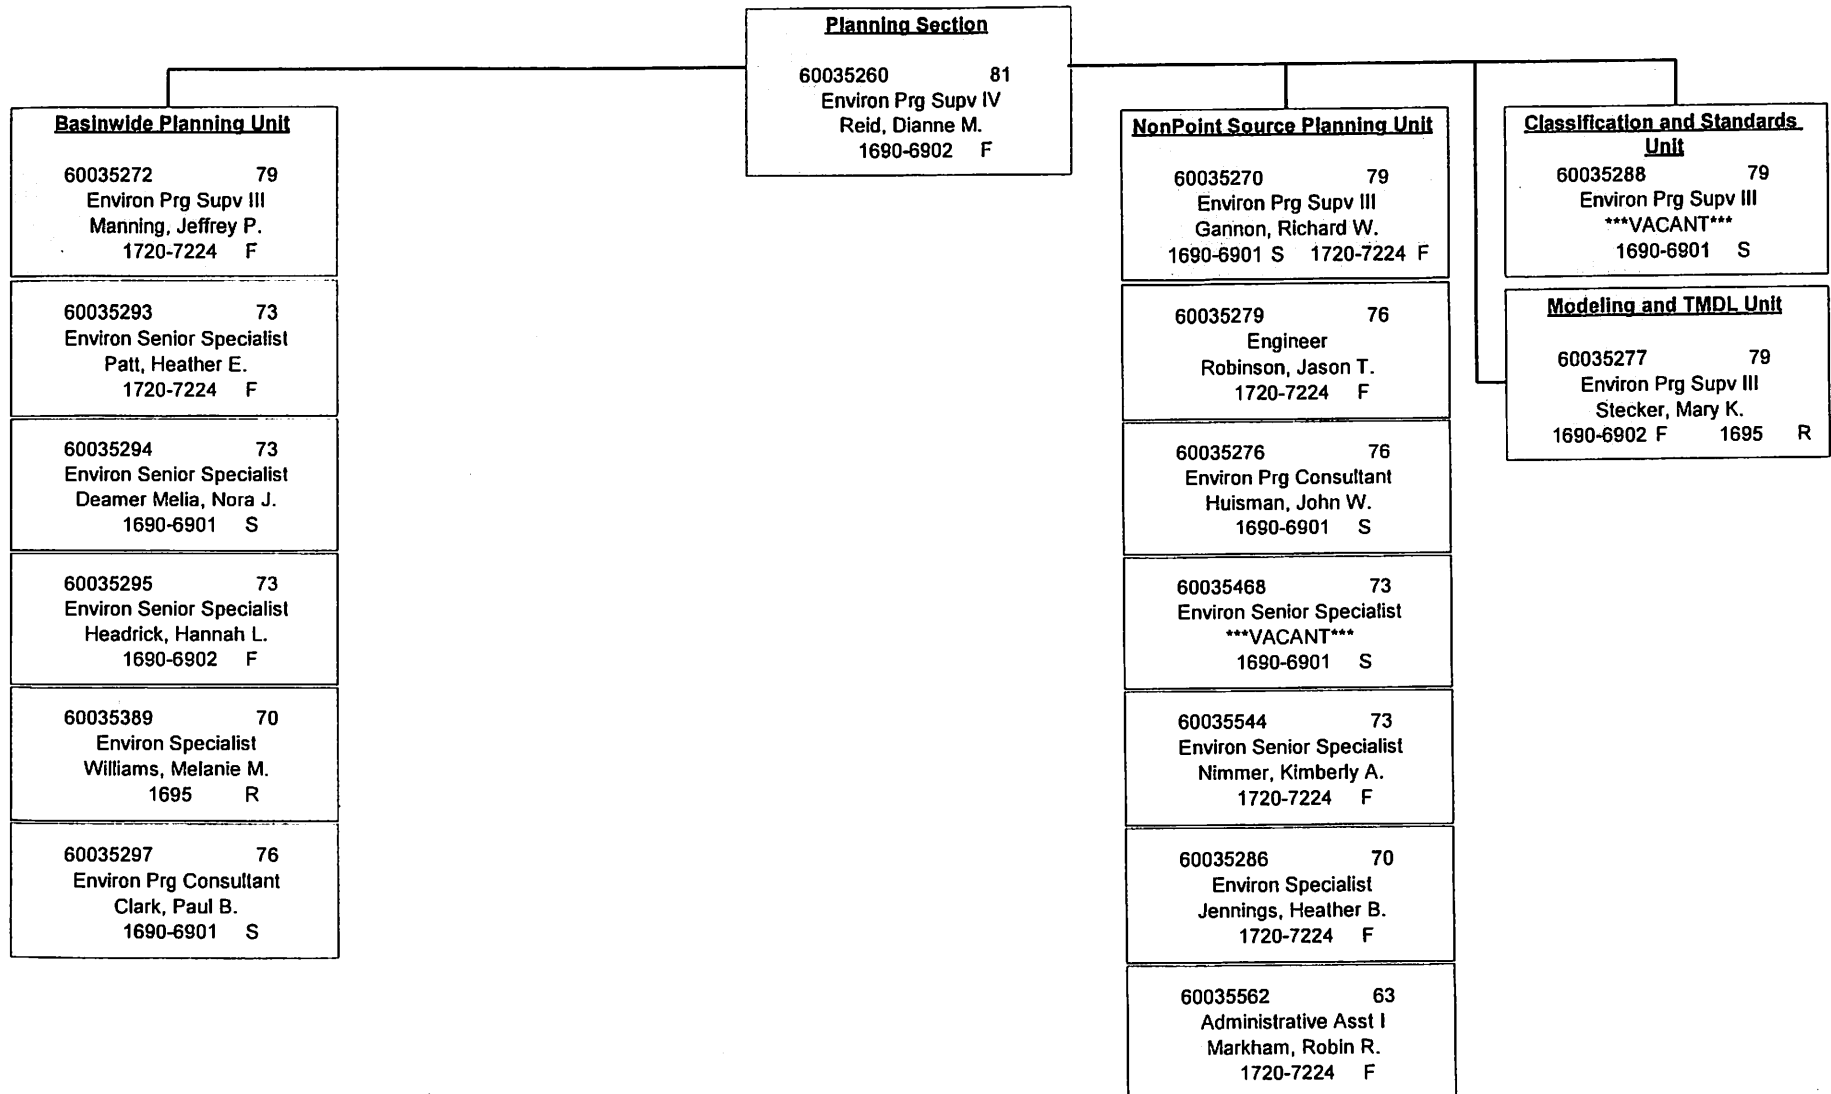 Planning Section
60035260 81
Environ Prg Supv IV
Reid, Dianne M.
1690-6902 F
Basinwide Planning Unit
60035272 79
Environ Prg Supv III
Manning, Jeffrey P.
1720-7224 F
60035293 73
Environ Senior Specialist
Patt, Heather E.
1720-7224 F
60035294 73
Environ Senior Specialist
Deamer Melia, Nora J.
1690-6901 S
60035295 73
Environ Senior Specialist
Headrick, Hannah L.
1690-6902 F
60035389 70
Environ Specialist
Williams, Melanie M.
1695 R
60035297 76
Environ Prg Consultant
Clark, Paul B.
1690-6901 S
NonPoint Source Planning Unit
60035270 79
Environ Prg Supv III
Gannon, Richard W.
1690-6901 S 1720-7224 F
60035279 76
Engineer
Robinson, Jason T.
1720-7224 F
60035276 76
Environ Prg Consultant
Huisman, John W.
1690-6901 S
60035468 73
Environ Senior Specialist
***VACANT***
1690-6901 S
60035544 73
Environ Senior Specialist
Nimmer, Kimberly A.
1720-7224 F
60035286 70
Environ Specialist
Jennings, Heather B.
1720-7224 F
60035562 63
Administrative Asst I
Markham, Robin R.
1720-7224 F
Classification and Standards
Unit
60035288 79
Environ Prg Supv III
***VACANT***
1690-6901 S
Modeling and TMDL Unit
60035277 79
Environ Prg Supv III
Stecker, Mary K.
1690-6902 F 1695 R